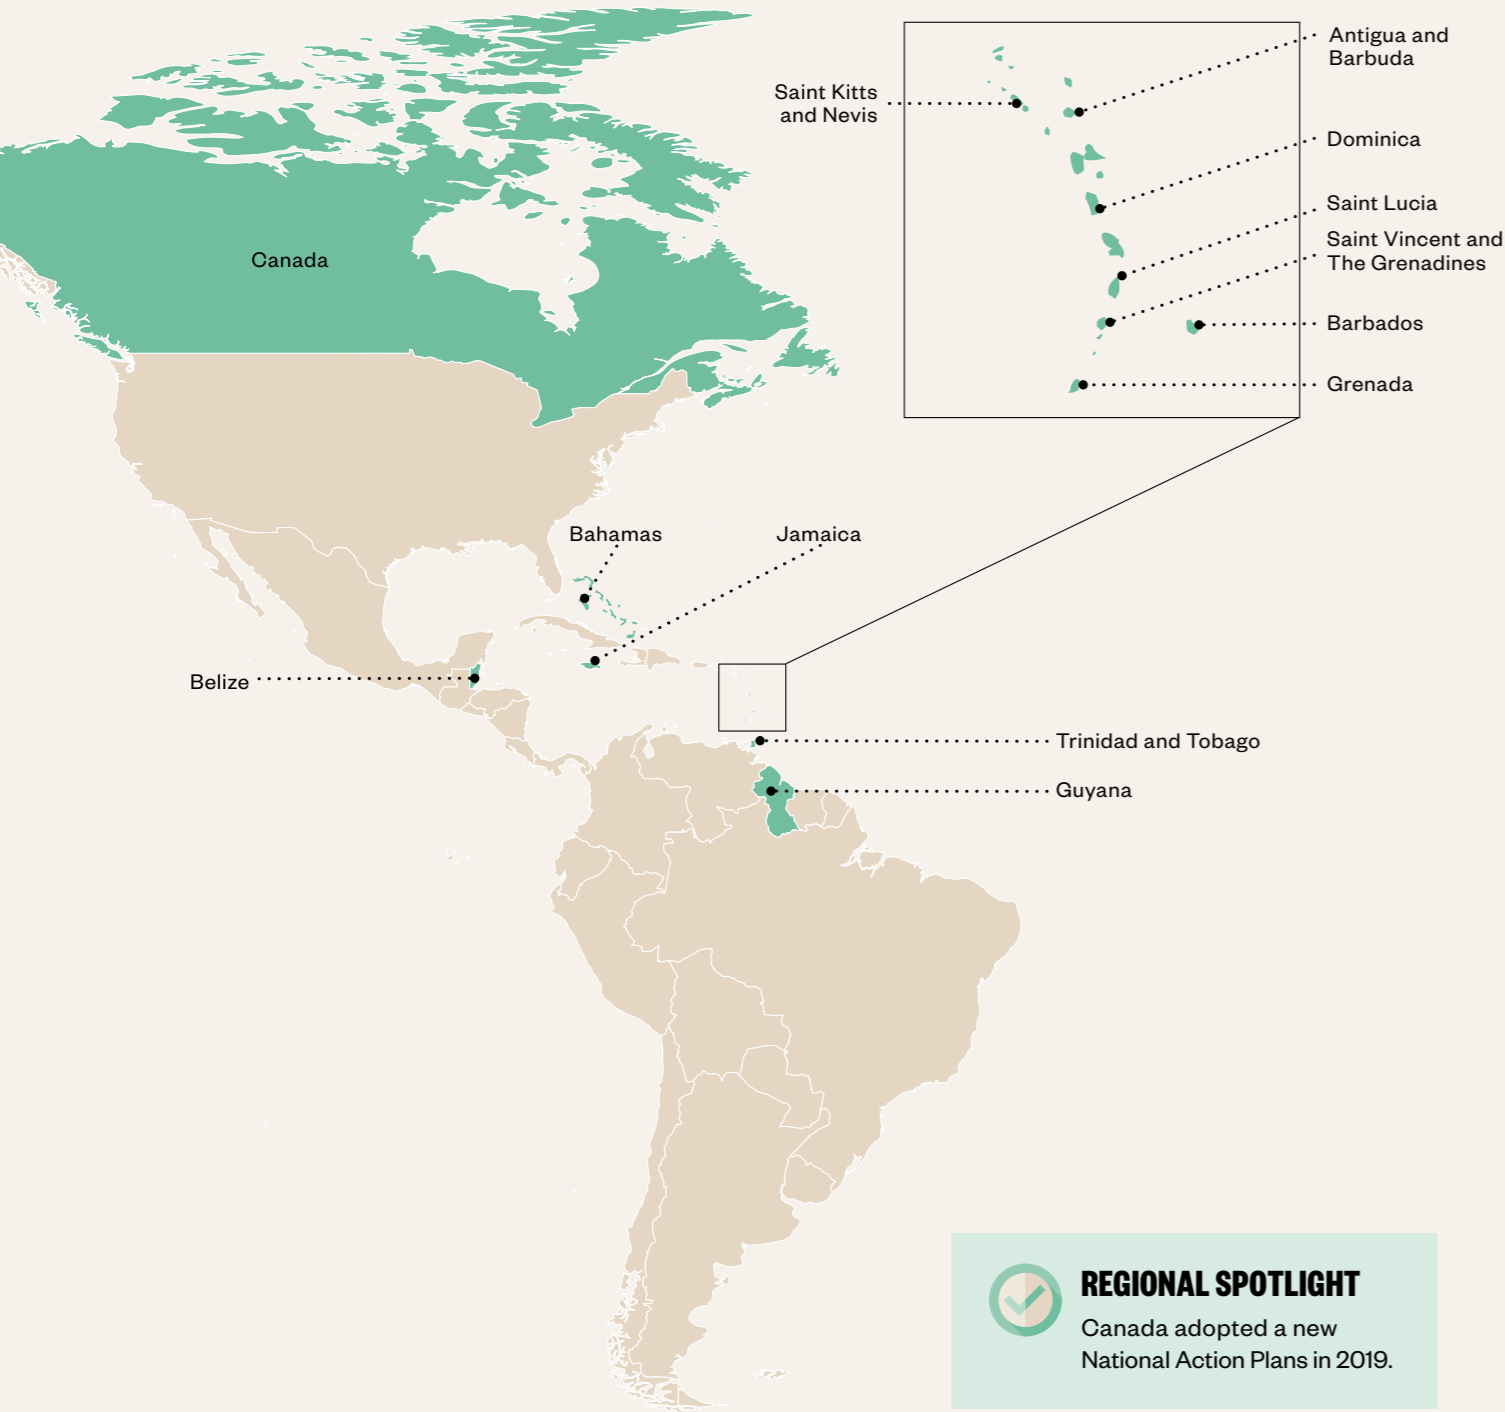 Antigua and
Barbuda
Saint Kitts
and Nevis
Dominica
Saint Lucia
Saint Vincent and
The Grenadines
Canada
Barbados
Grenada
Bahamas
Jamaica
Belize
Trinidad and Tobago
Guyana
REGIONAL SPOTLIGHT
Canada adopted a new
National Action Plans in 2019.